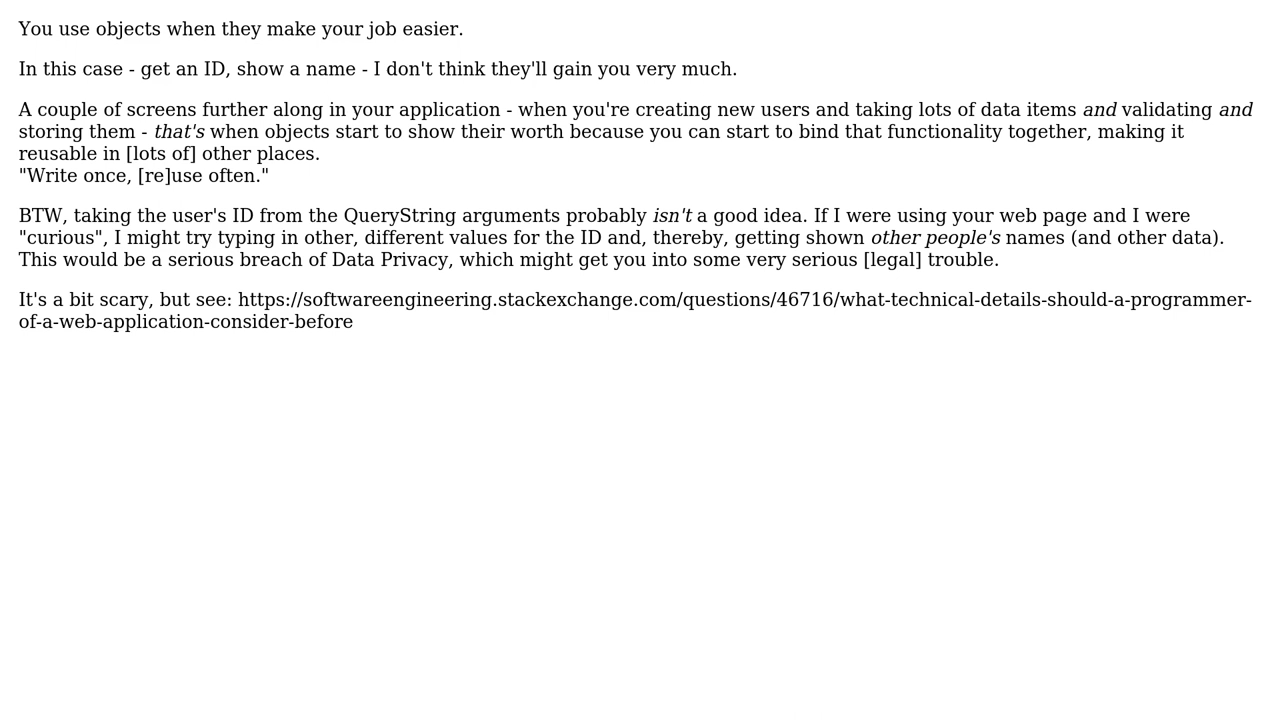 You use objects when they make your job easier.
In this case - get an ID, show a name - I don't think they'll gain you very much.
A couple of screens further along in your application - when you're creating new users and taking lots of data items and validating and
storing them - that's when objects start to show their worth because you can start to bind that functionality together, making it
reusable in [lots of] other places.
"Write once, [re]use often."
BTW, taking the user's ID from the QueryString arguments probably isn't a good idea. If I were using your web page and I were
"curious", I might try typing in other, different values for the ID and, thereby, getting shown other people's names (and other data).
This would be a serious breach of Data Privacy, which might get you into some very serious [legal] trouble.
It's a bit scary, but see: https://softwareengineering.stackexchange.com/questions/46716/what-technical-details-should-a-programmer-
of-a-web-application-consider-before